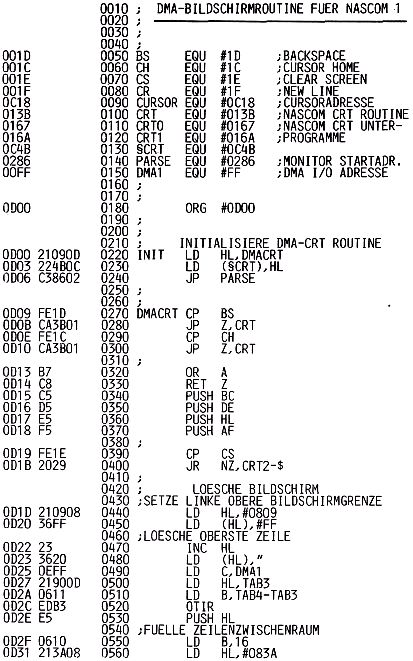 0010 ; DMA-BILDSCHIRMROUTINE FUER NASCOM 1
0020 ;
0030 ;
0040 ;
001D 0050 BS EQU #1D ;BACKSPACE
001C 0060 CH EQU #1C ;CURSOR HOME
001E 0070 CS EQU #1E ;CLEAR SCREEN
001F 0080 CR EQU #1F ;NEW LINE
0C18 0090 CURSOR EQU #0C18 ;CURSORADRESSE
013B 0100 CRT EQU #013B ;NASCOM CRT ROUTINE
0167 0110 CRT0 EQU #0167 ;NASCOM CRT UNTER-
016A 0120 CRT1 EQU #016A ;PROGRAMME
0C4B 0130 §CRT EQU #0C4B
0286 0140 PARSE EQU #0286 ;MONITOR STARTADR.
00FF 0150 DMA1 EQU #FF ;DMA I/O ADRESSE
0160 ;
0170 ;
0D00 0180 ORG #0D00
0190 ;
0200 ;
0210 ; INITIALISIERE DMA-CRT ROUTINE
0D00 21090D 0220 INIT LD HL,DMACRT
0D03 224B0C 0230 LD (§CRT),HL
0D06 C38602 0240 JP PARSE
0250 ;
0260 ;
0D09 FE1D 0270 DMACRT CP BS
0D0B CA3B01 0280 JP Z,CRT
0D0E FE1C 0290 CP CH
0D10 CA3B01 0300 JP Z,CRT
0310 ;
0D13 B7 0320 OR A
0D14 C8 0330 RET Z
0D15 C5 0340 PUSH BC
0D16 D5 0350 PUSH DE
0D17 E5 0360 PUSH HL
0D18 F5 0370 PUSH AF
0380 ;
0D19 FE1E 0390 CP CS
0D1B 2029 0400 JR NZ,CRT2-$
0410 ;
0420 ; LOESCHE BILDSCHIRM
0430 ;SETZE LINKE OBERE BILDSCHIRMGRENZE
0D1D 210908 0440 LD HL,#0809
0D20 36FF 0450 LD (HL),#FF
0460 ;LOESCHE OBERSTE ZEILE
0D22 23 0470 INC HL
0D23 3620 0480 LD (HL),"
0D25 0EFF 0490 LD C,DMA1
0D27 21900D 0500 LD HL,TAB3
0D2A 0611 0510 LD B,TAB4-TAB3
0D2C EDB3 0520 OTIR
0D2E E5 0530 PUSH HL
0540 ;FUELLE ZEILENZWISCHENRAUM
0D2F 0610 0550 LD B,16
0D31 213A08 0560 LD HL,#083A